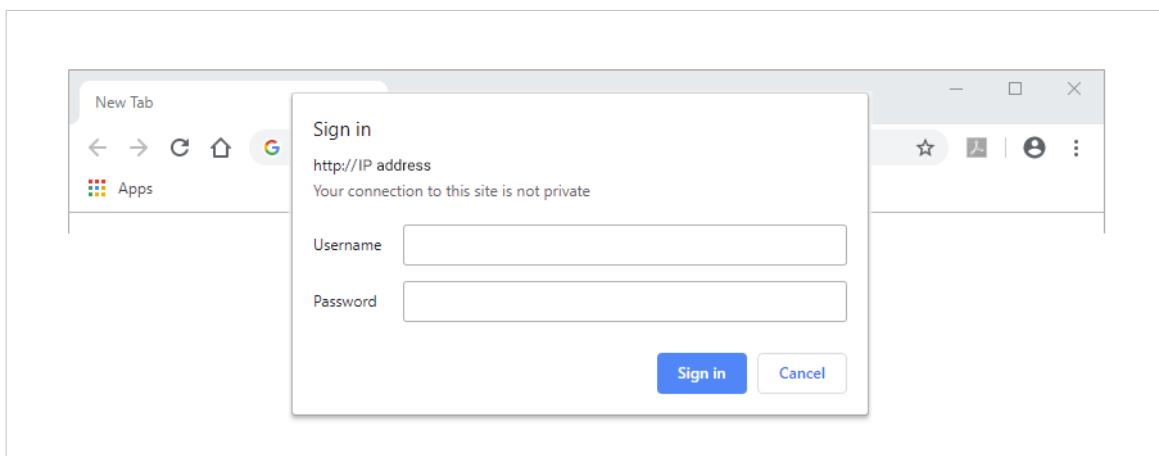 New Tab
Apps
Sign in
http://IP address
Your connection to this site is not private
Username
Password
Sign in
Cancel